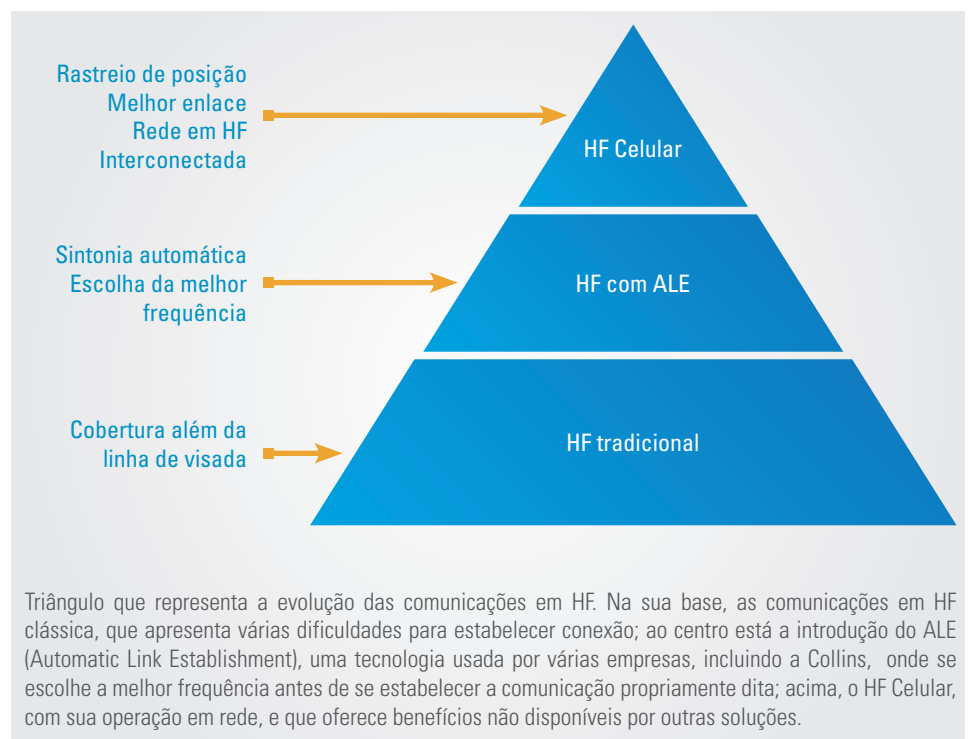 Rastreio de posição
Melhor enlace
Rede em HF
Interconectada
HF Celular
Sintonia automática
Escolha da melhor
frequência
HF com ALE
Cobertura além da
linha de visada
HF tradicional
Triângulo que representa a evolução das comunicações em HF. Na sua base, as comunicações em HF
clássica, que apresenta várias dificuldades para estabelecer conexão; ao centro está a introdução do ALE
(Automatic Link Establishment), uma tecnologia usada por várias empresas, incluindo a Collins, onde se
escolhe a melhor frequência antes de se estabelecer a comunicação propriamente dita; acima, o HF Celular,
com sua operação em rede, e que oferece benefícios não disponíveis por outras soluções.